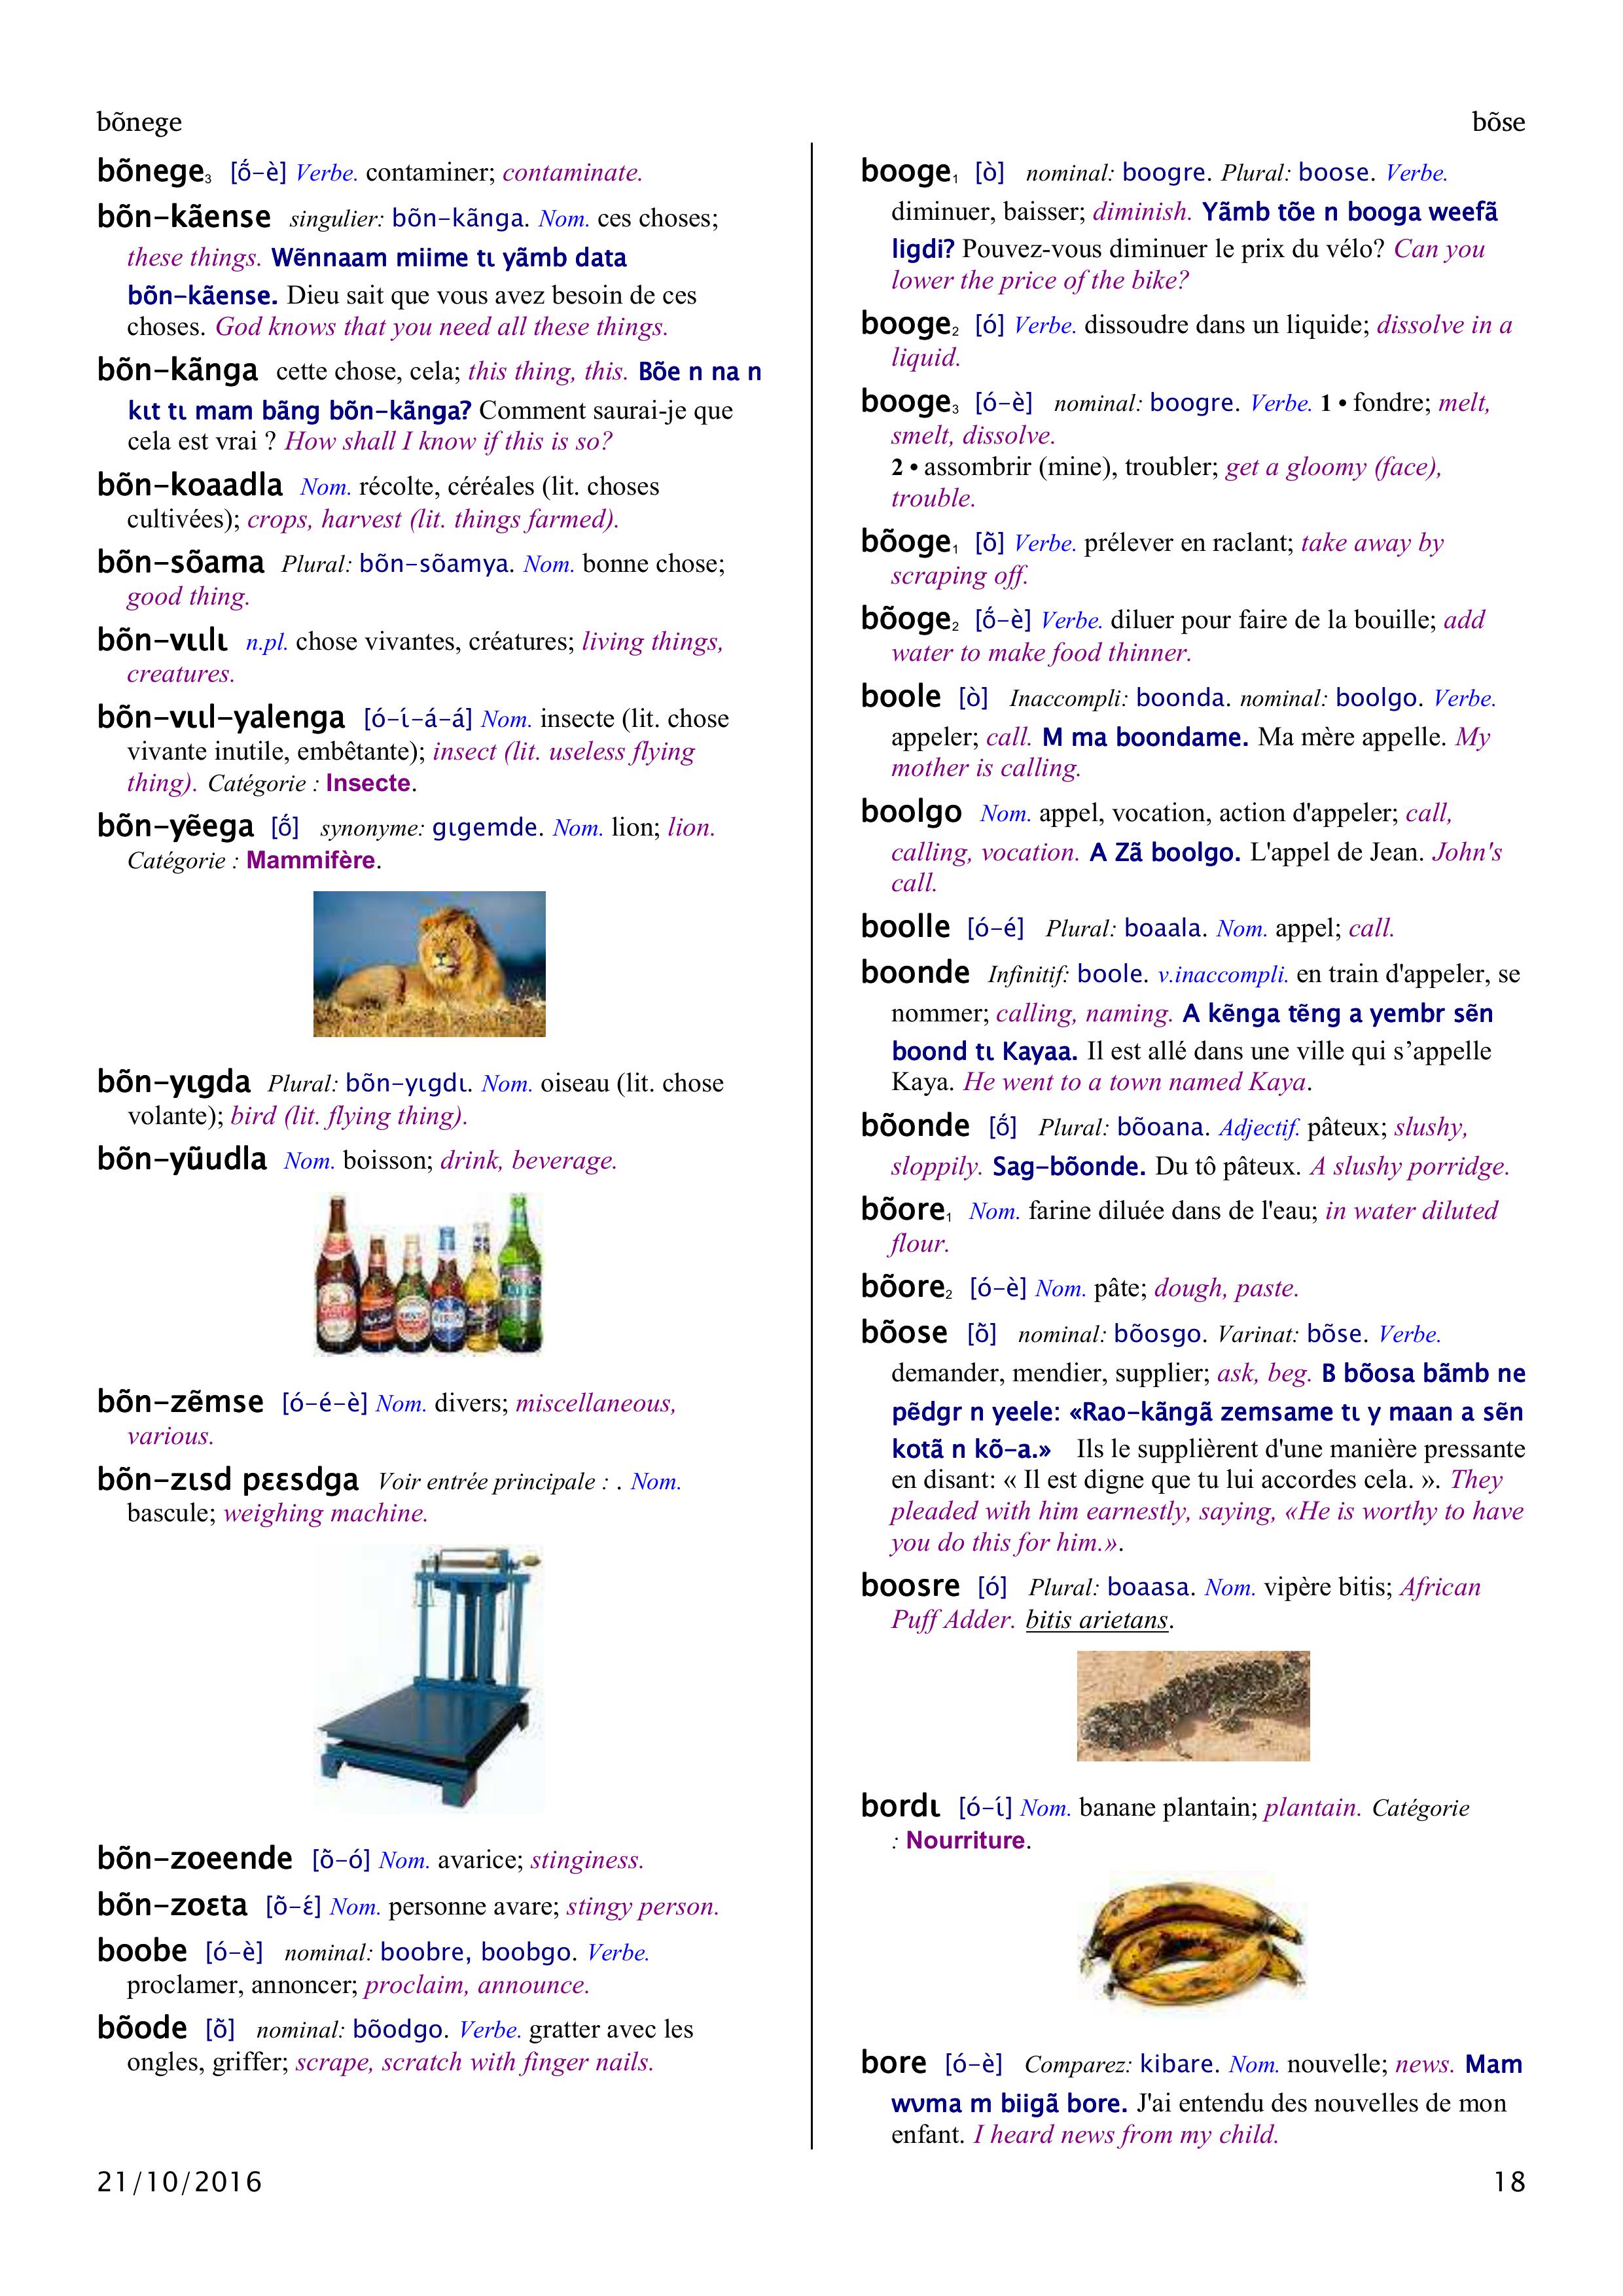 bõnege
bõse
bõnege₃ [ṍ-è] Verbe. contaminer; contaminate.
bõn-kãense singulier: bõn-kãnga. Nom. ces choses;
these things. Wẽnnaam miime tɩ yãmb data
bõn-kãense. Dieu sait que vous avez besoin de ces
choses. God knows that you need all these things.
bõn-kãnga cette chose, cela; this thing, this. Bõe n na n
kɩt tɩ mam bãng bõn-kãnga? Comment saurai-je que
cela est vrai ? How shall I know if this is so?
bõn-koaadla Nom. récolte, céréales (lit. choses
cultivées); crops, harvest (lit. things farmed).
bõn-sõama Plural: bõn-sõamya. Nom. bonne chose;
good thing.
bõn-vɩɩlɩ n.pl. chose vivantes, créatures; living things,
creatures.
bõn-vɩɩl-yalenga [ó-ɩ́-á-á] Nom. insecte (lit. chose
vivante inutile, embêtante); insect (lit. useless flying
thing). Catégorie : Insecte.
bõn-yẽega [ṍ] synonyme: gɩgemde. Nom. lion; lion.
Catégorie : Mammifère.
bõn-yɩgda Plural: bõn-yɩgdɩ. Nom. oiseau (lit. chose
volante); bird (lit. flying thing).
bõn-yũudla Nom. boisson; drink, beverage.
bõn-zẽmse [ó-é-è] Nom. divers; miscellaneous,
various.
bõn-zɩsd pɛɛsdga Voir entrée principale : . Nom.
bascule; weighing machine.
bõn-zoeende [õ-ó] Nom. avarice; stinginess.
bõn-zoɛta [õ-ɛ́] Nom. personne avare; stingy person.
boobe [ó-è] nominal: boobre, boobgo. Verbe.
proclamer, annoncer; proclaim, announce.
bõode [õ̀] nominal: bõodgo. Verbe. gratter avec les
ongles, griffer; scrape, scratch with finger nails.
booge₁ [ò] nominal: boogre. Plural: boose. Verbe.
diminuer, baisser; diminish. Yãmb tõe n booga weefã
ligdi? Pouvez-vous diminuer le prix du vélo? Can you
lower the price of the bike?
booge₂ [ó] Verbe. dissoudre dans un liquide; dissolve in a
liquid.
booge₃ [ó-è] nominal: boogre. Verbe. 1 • fondre; melt,
smelt, dissolve.
2 • assombrir (mine), troubler; get a gloomy (face),
trouble.
bõoge₁ [õ̀] Verbe. prélever en raclant; take away by
scraping off.
bõoge₂ [ṍ-è] Verbe. diluer pour faire de la bouille; add
water to make food thinner.
boole [ò] Inaccompli: boonda. nominal: boolgo. Verbe.
appeler; call. M ma boondame. Ma mère appelle. My
mother is calling.
boolgo Nom. appel, vocation, action d'appeler; call,
calling, vocation. A Zã boolgo. L'appel de Jean. John's
call.
boolle [ó-é] Plural: boaala. Nom. appel; call.
boonde Infinitif: boole. v.inaccompli. en train d'appeler, se
nommer; calling, naming. A kẽnga tẽng a yembr sẽn
boond tɩ Kayaa. Il est allé dans une ville qui s’appelle
Kaya. He went to a town named Kaya.
bõonde [ṍ] Plural: bõoana. Adjectif. pâteux; slushy,
sloppily. Sag-bõonde. Du tô pâteux. A slushy porridge.
bõore₁ Nom. farine diluée dans de l'eau; in water diluted
flour.
bõore₂ [ó-è] Nom. pâte; dough, paste.
bõose [õ̀] nominal: bõosgo. Varinat: bõse. Verbe.
demander, mendier, supplier; ask, beg. B bõosa bãmb ne
pẽdgr n yeele: «Rao-kãngã zemsame tɩ y maan a sẽn
kotã n kõ-a.» Ils le supplièrent d'une manière pressante
en disant: « Il est digne que tu lui accordes cela. ». They
pleaded with him earnestly, saying, «He is worthy to have
you do this for him.».
boosre [ó] Plural: boaasa. Nom. vipère bitis; African
Puff Adder. bitis arietans.
bordɩ [ó-ɩ́] Nom. banane plantain; plantain. Catégorie
: Nourriture.
bore [ó-è] Comparez: kibare. Nom. nouvelle; news. Mam
wʋma m biigã bore. J'ai entendu des nouvelles de mon
enfant. I heard news from my child.
21/10/2016
18